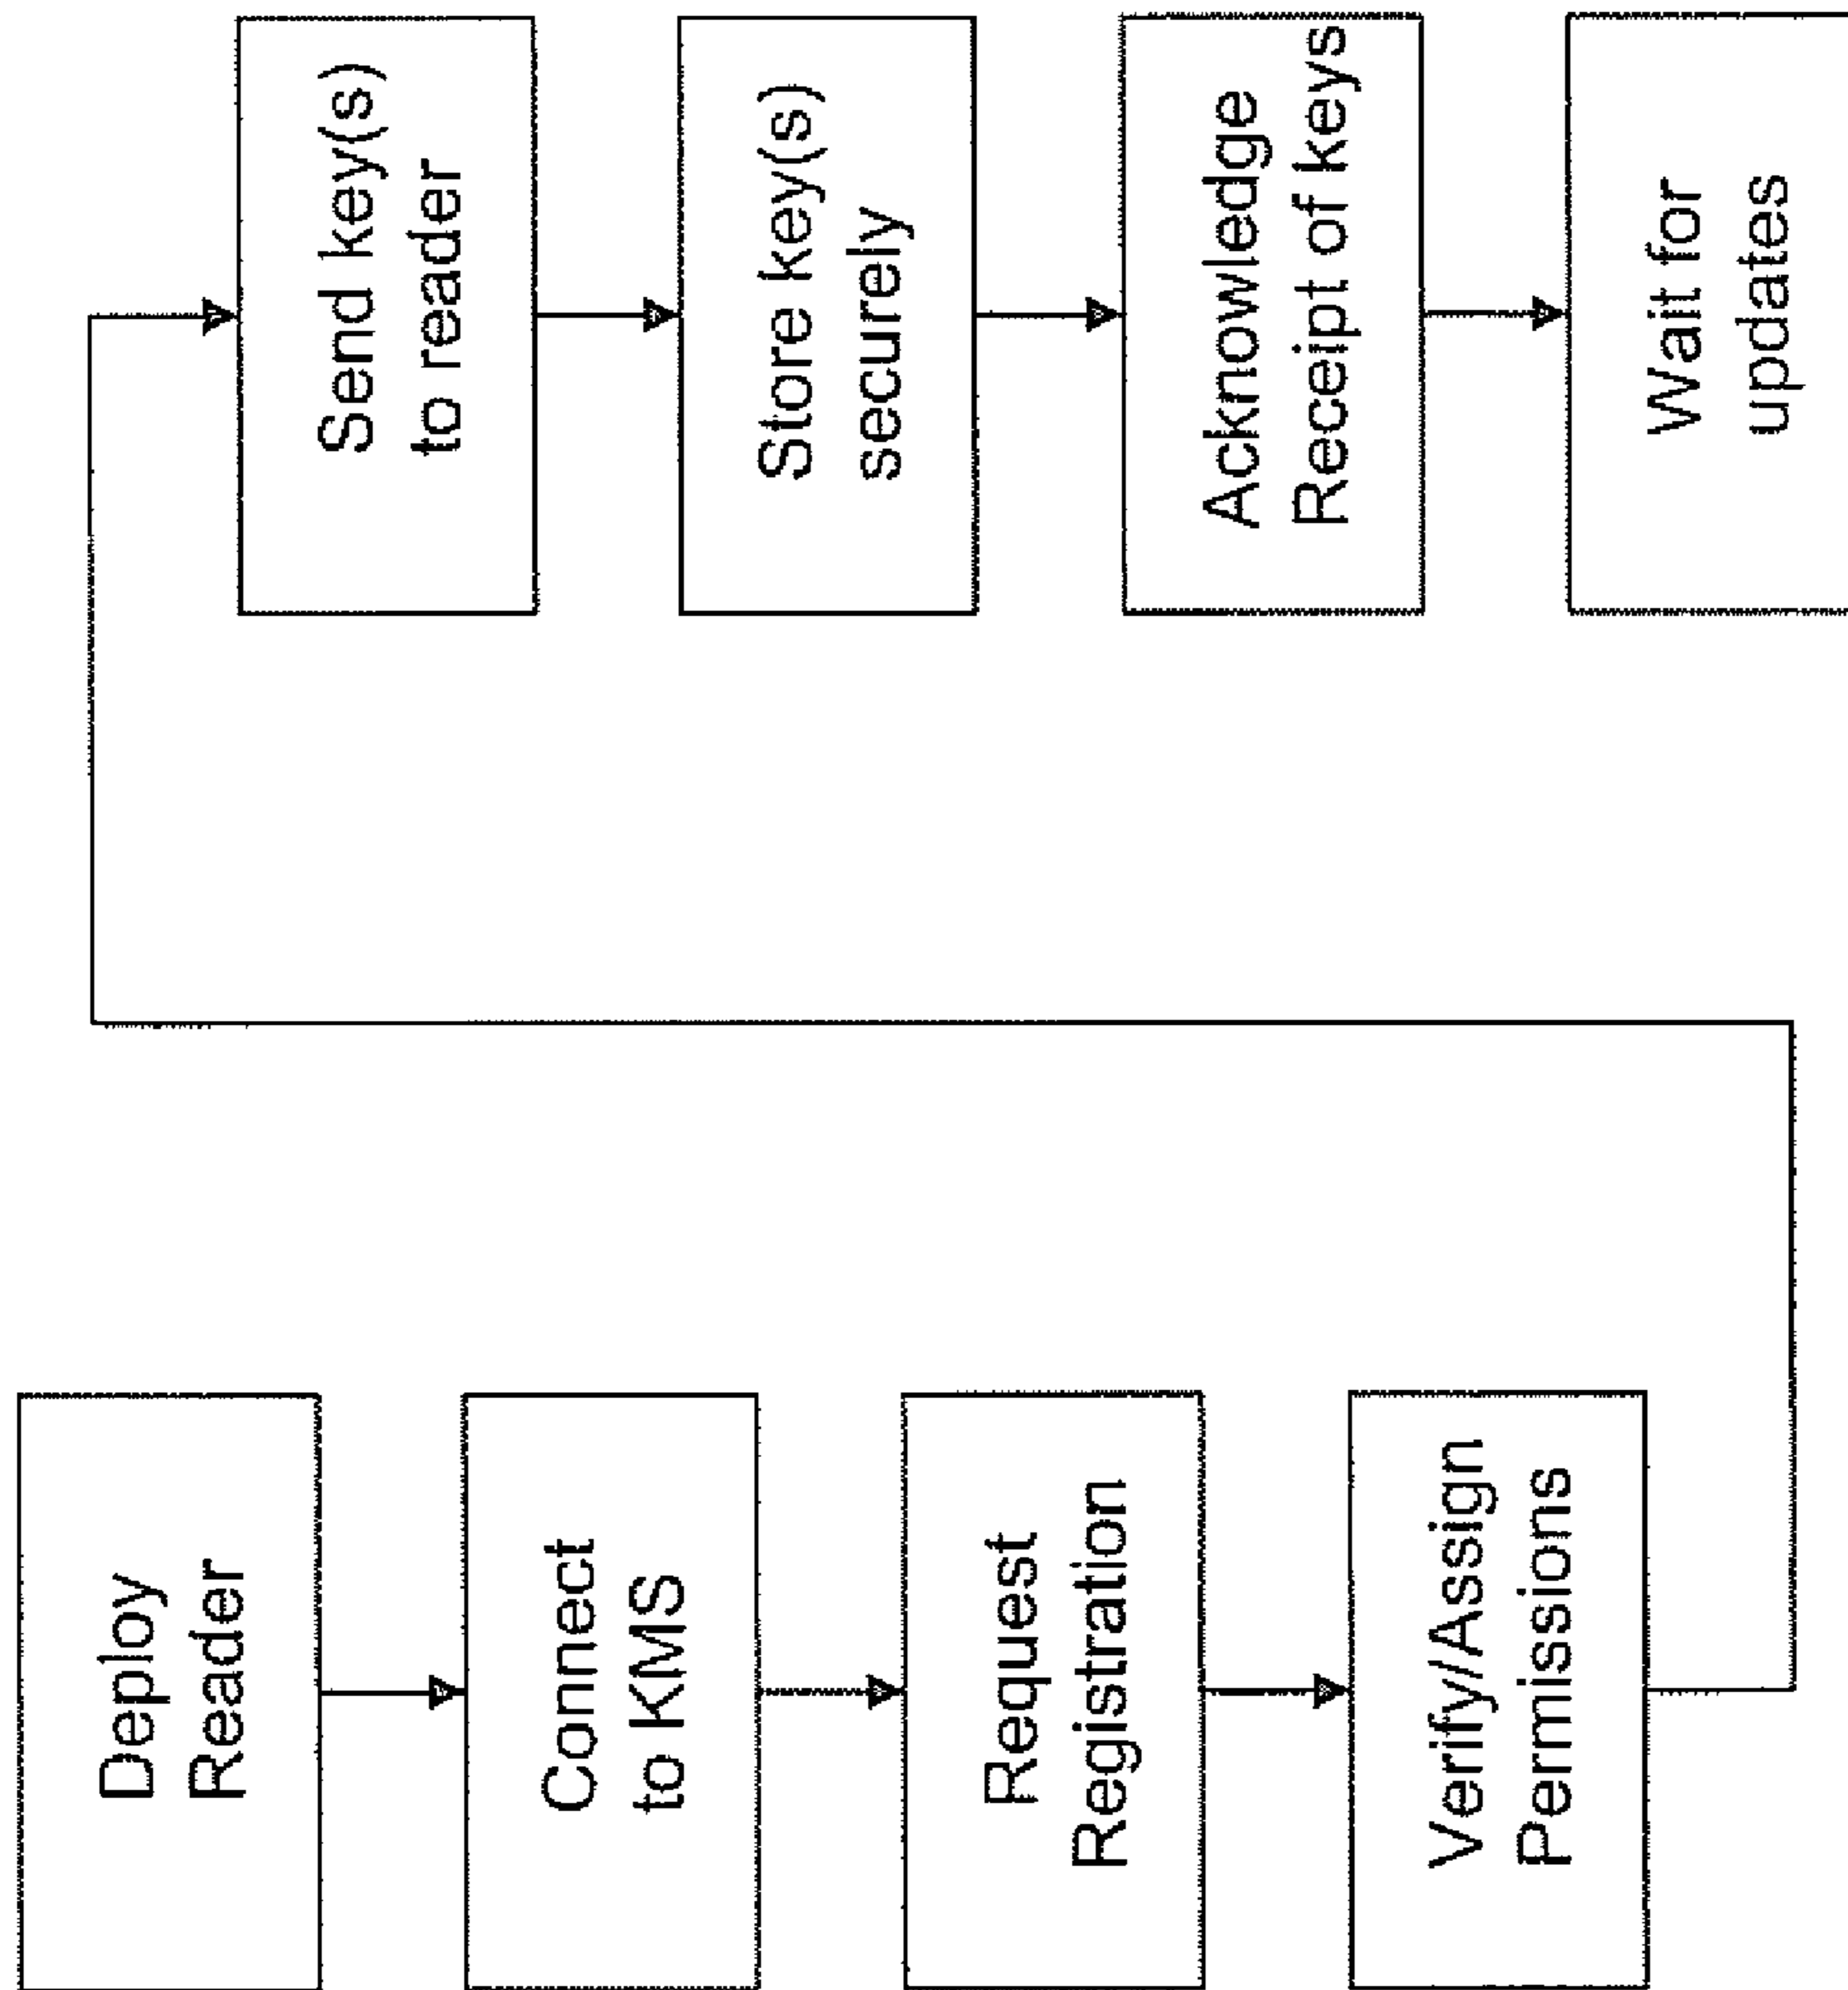 Deploy
Reader
Connect
to KMS
Request
Registration
Verify/Assign
Permissions
Send key(s)
to reader
Store key(s)
securely
Acknowledge
Receipt of keys
Wait for
updates